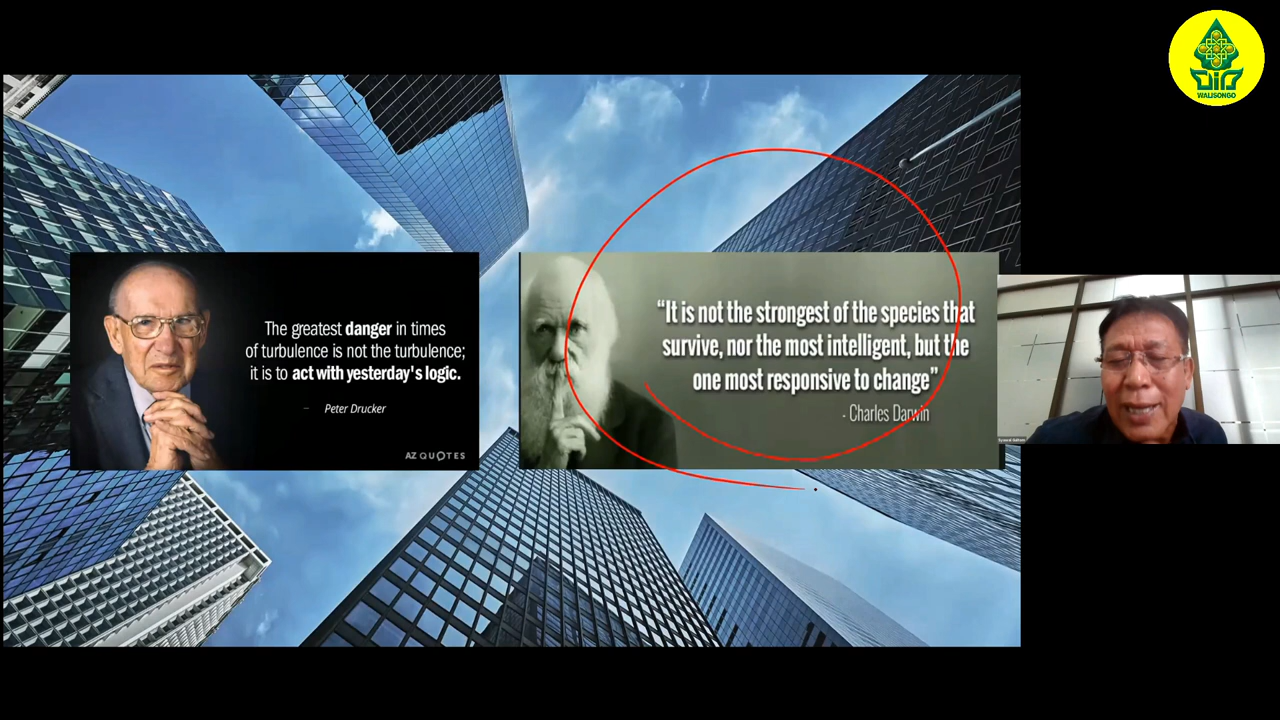 WALISONGO
The greatest danger in times
of turbulence is not the turbulence;
it is to act with yesterday's logic.
– Peter Drucker
AZ QUOTES
“It is not the strongest of the species that
survive, nor the most intelligent, but the
one most responsive to change”
- Charles Darwin